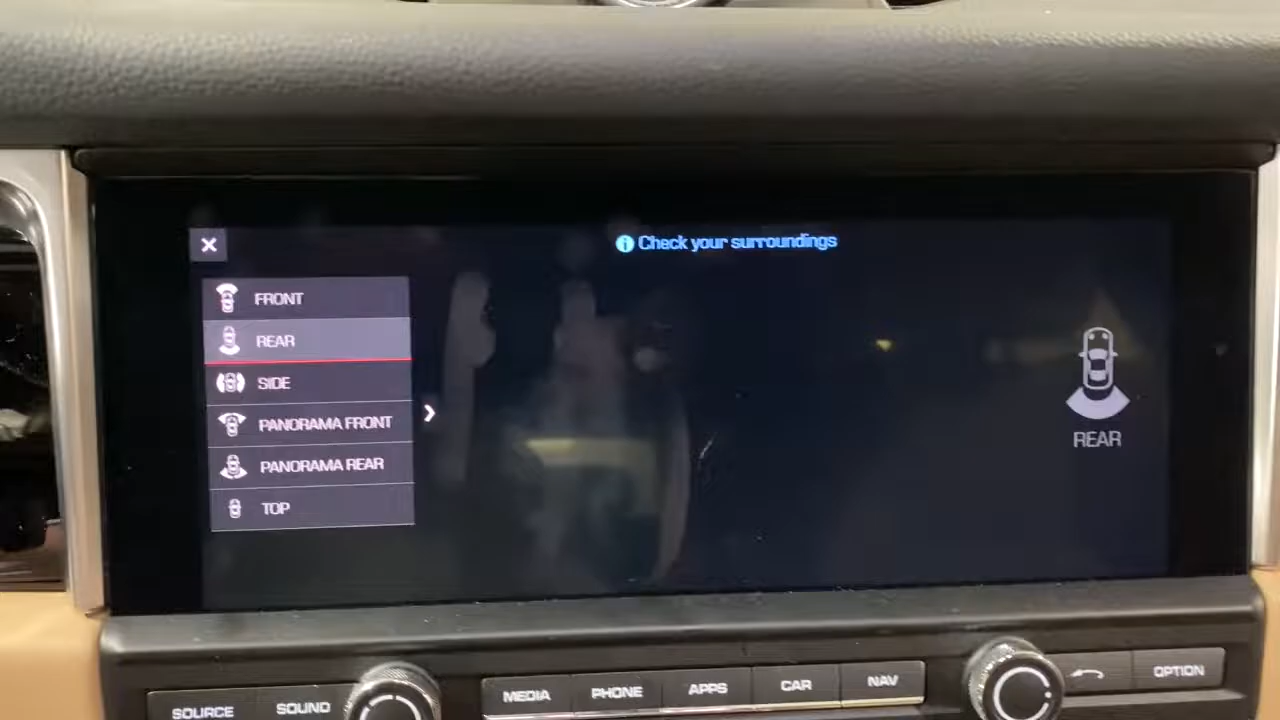 Check your surroundings
FRONT
REAR
SIDE
PANORAMA FRONT
PANORAMA REAR
TOP
REAR
SOURCE
SOUND
MEDIA
PHONE
APPS
CAR
NAV
OPTION